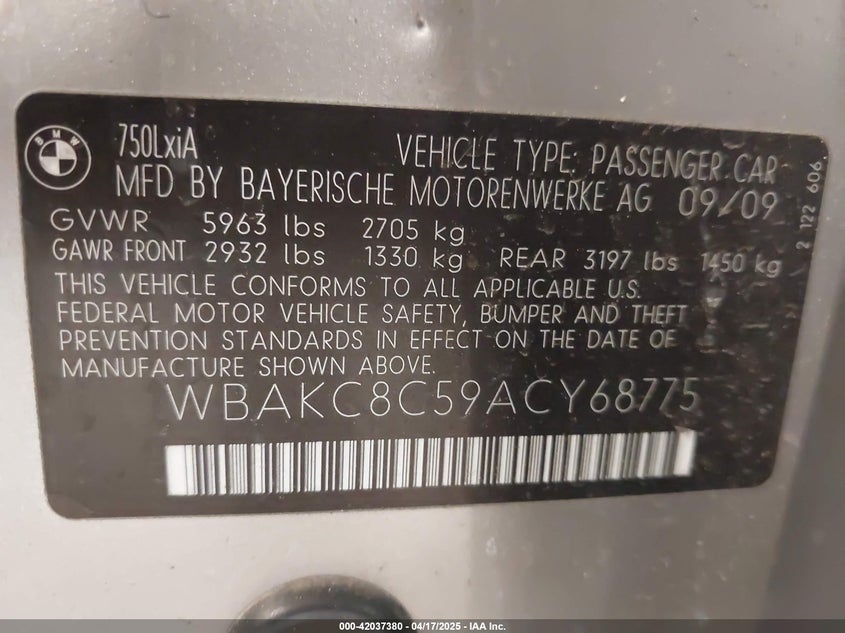 BMW
750LxiA
VEHICLE TYPE: PASSENGER CAR
MFD BY BAYERISCHE MOTORENWERKE AG 09/09
GVWR 5963 lbs 2705 kg
GAWR FRONT 2932 lbs 1330 kg REAR 3197 lbs 1450 kg
THIS VEHICLE CONFORMS TO ALL APPLICABLE U.S.
FEDERAL MOTOR VEHICLE SAFETY, BUMPER AND THEFT
PREVENTION STANDARDS IN EFFECT ON THE DATE OF
MANUFACTURE SHOWN ABOVE.
WBAKC8C59ACY68775
2 122 606
000-42037380 - 04/17/2025 - IAA Inc.